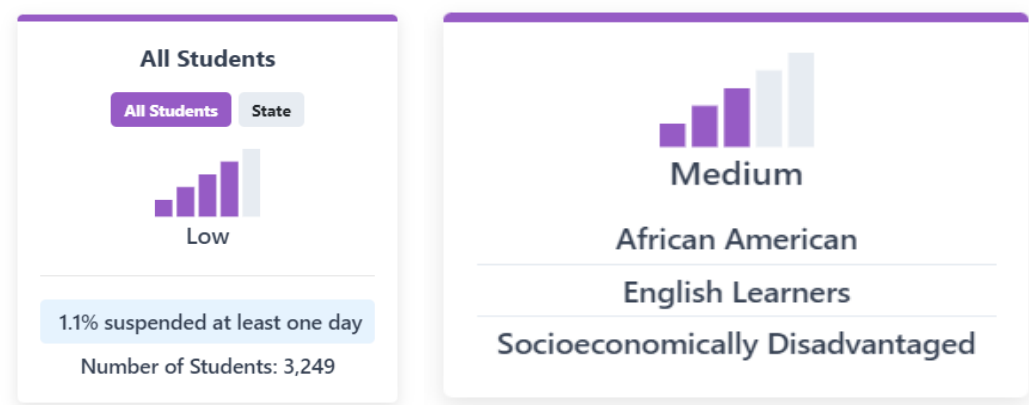 All Students
All Students State
Low
1.1% suspended at least one day
Number of Students: 3,249
Medium
African American
English Learners
Socioeconomically Disadvantaged